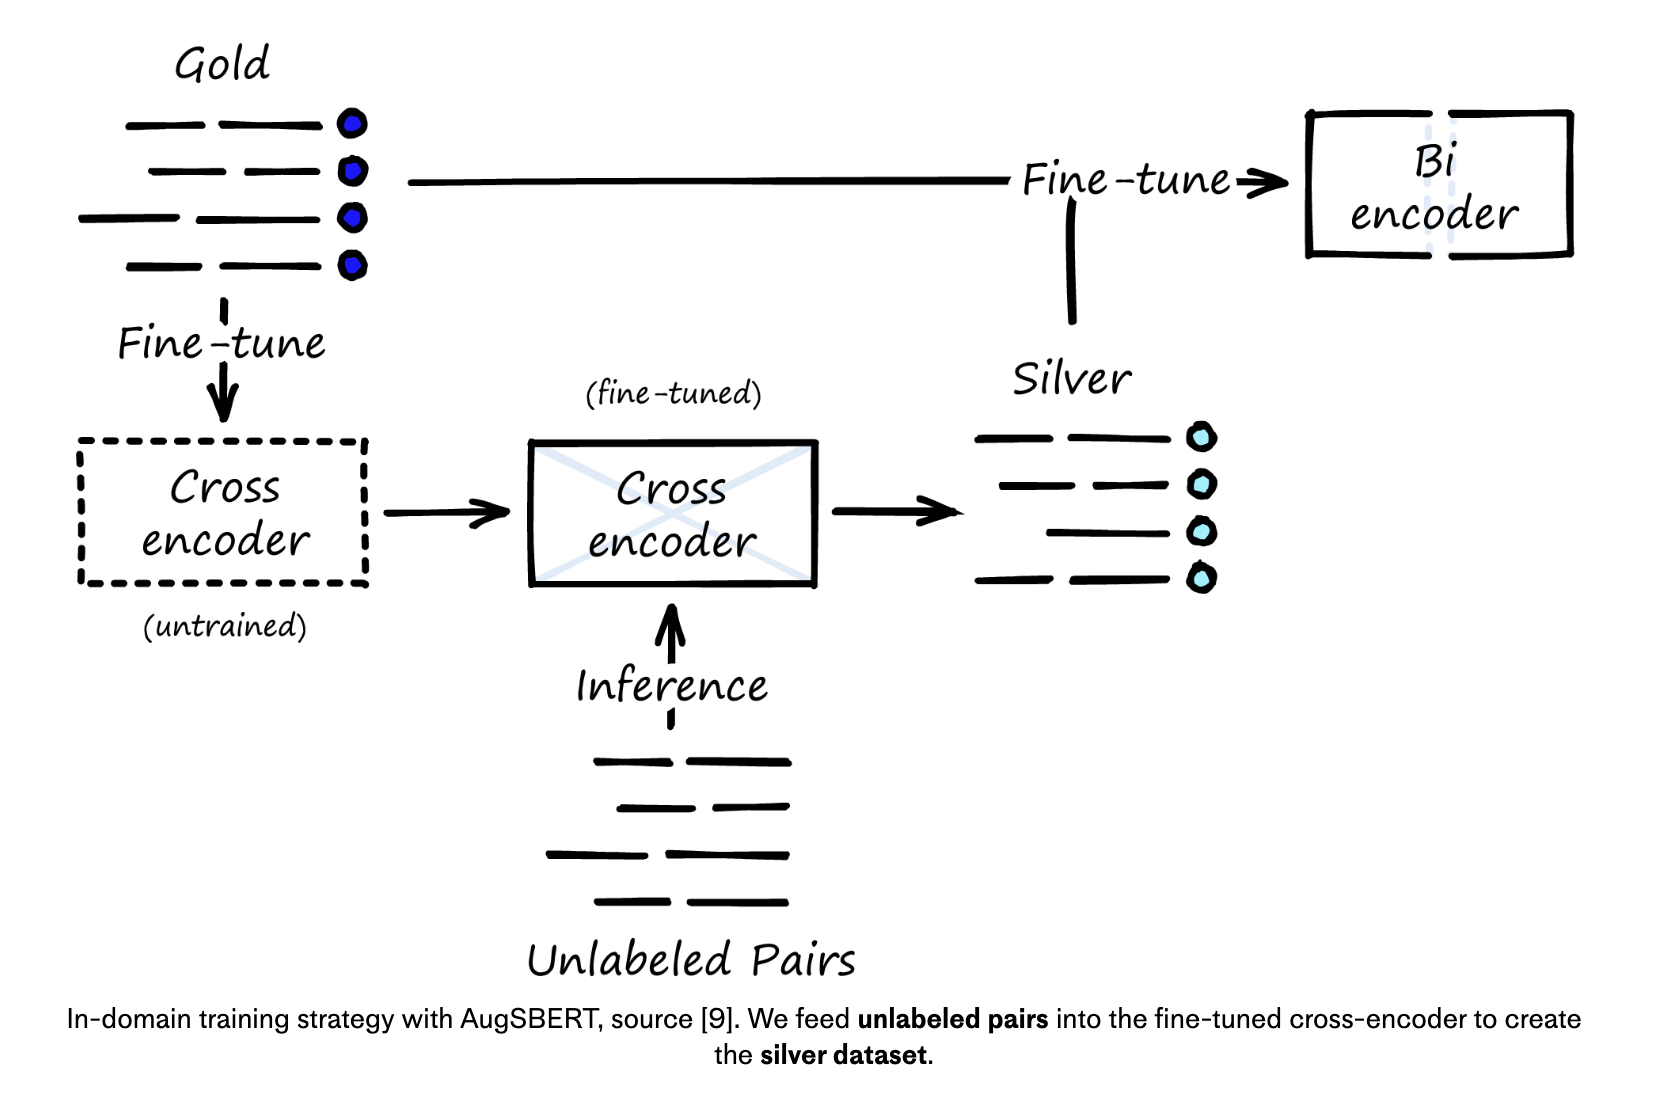 Gold
Fine-tune
Bi
encoder
Fine-tune
Silver
(fine-tuned)
Cross
encoder
(untrained)
Cross
encoder
Inference
Unlabeled Pairs
In-domain training strategy with AugSBERT, source [9]. We feed unlabeled pairs into the fine-tuned cross-encoder to create
the silver dataset.